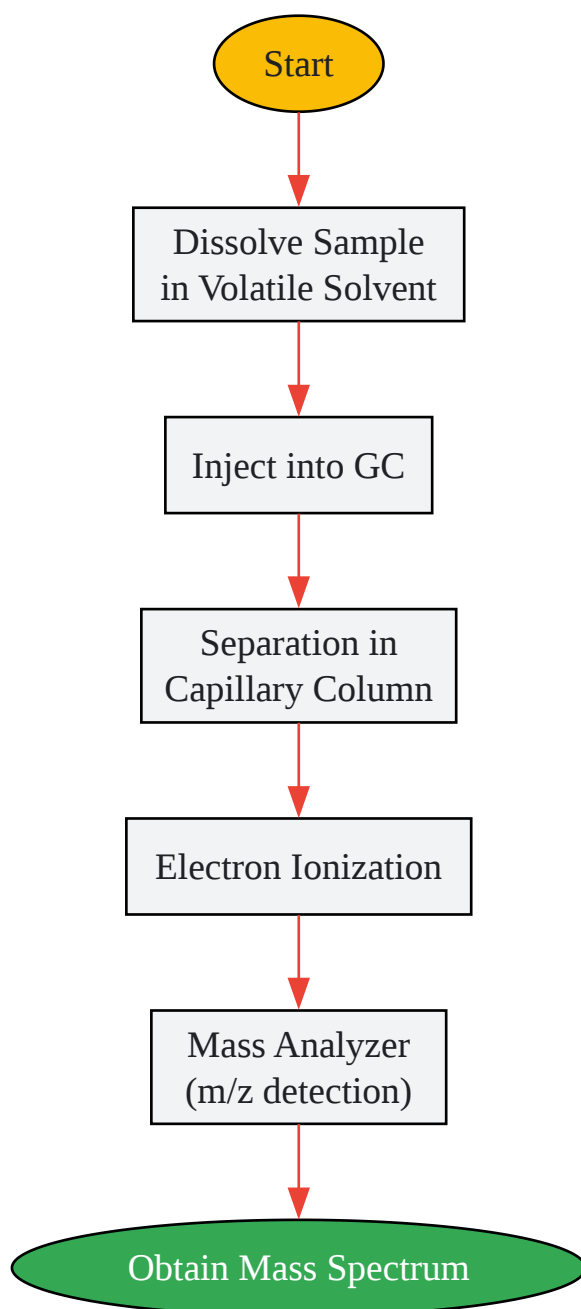 Start
Dissolve Sample
in Volatile Solvent
Inject into GC
Separation in
Capillary Column
Electron Ionization
Mass Analyzer
(m/z detection)
Obtain Mass Spectrum